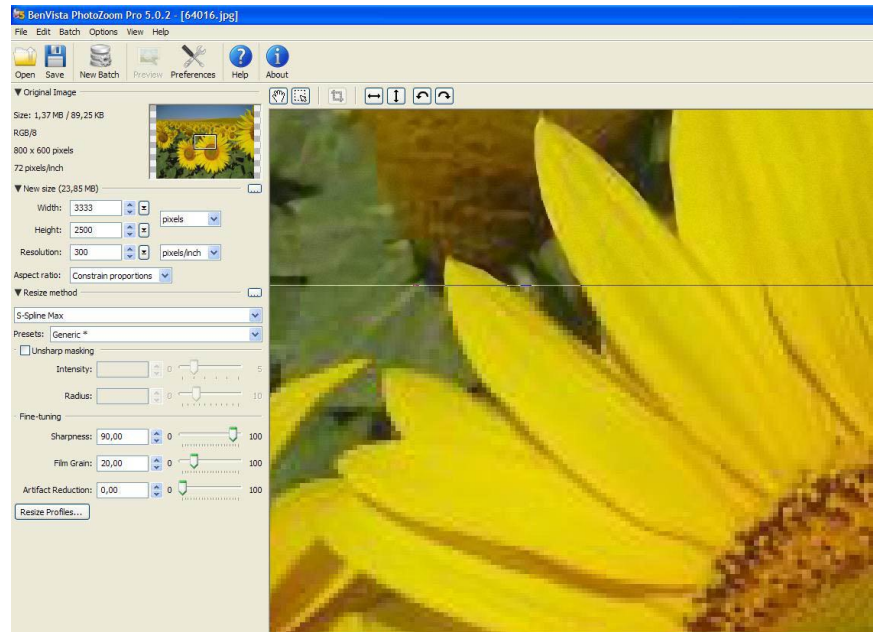 BenVista PhotoZoom Pro 5.0.2 - [64016.jpg]
File Edit Batch Options View Help
Open Save New Batch Preview Preferences Help About
Original Image
Size: 1,37 MB / 89,25 KB
RGB/8
800 x 600 pixels
72 pixels/inch
New size (23,85 MB) ...
Width: 3333 pixels
Height: 2500
Resolution: 300 pixels/inch
Aspect ratio: Constrain proportions
Resize method ...
S-Spline Max
Presets: Generic *
Unsharp masking
Intensity: 0 5
Radius: 0 10
Fine-tuning
Sharpness: 90,00 0 100
Film Grain: 20,00 0 100
Artifact Reduction: 0,00 0 100
Resize Profiles...